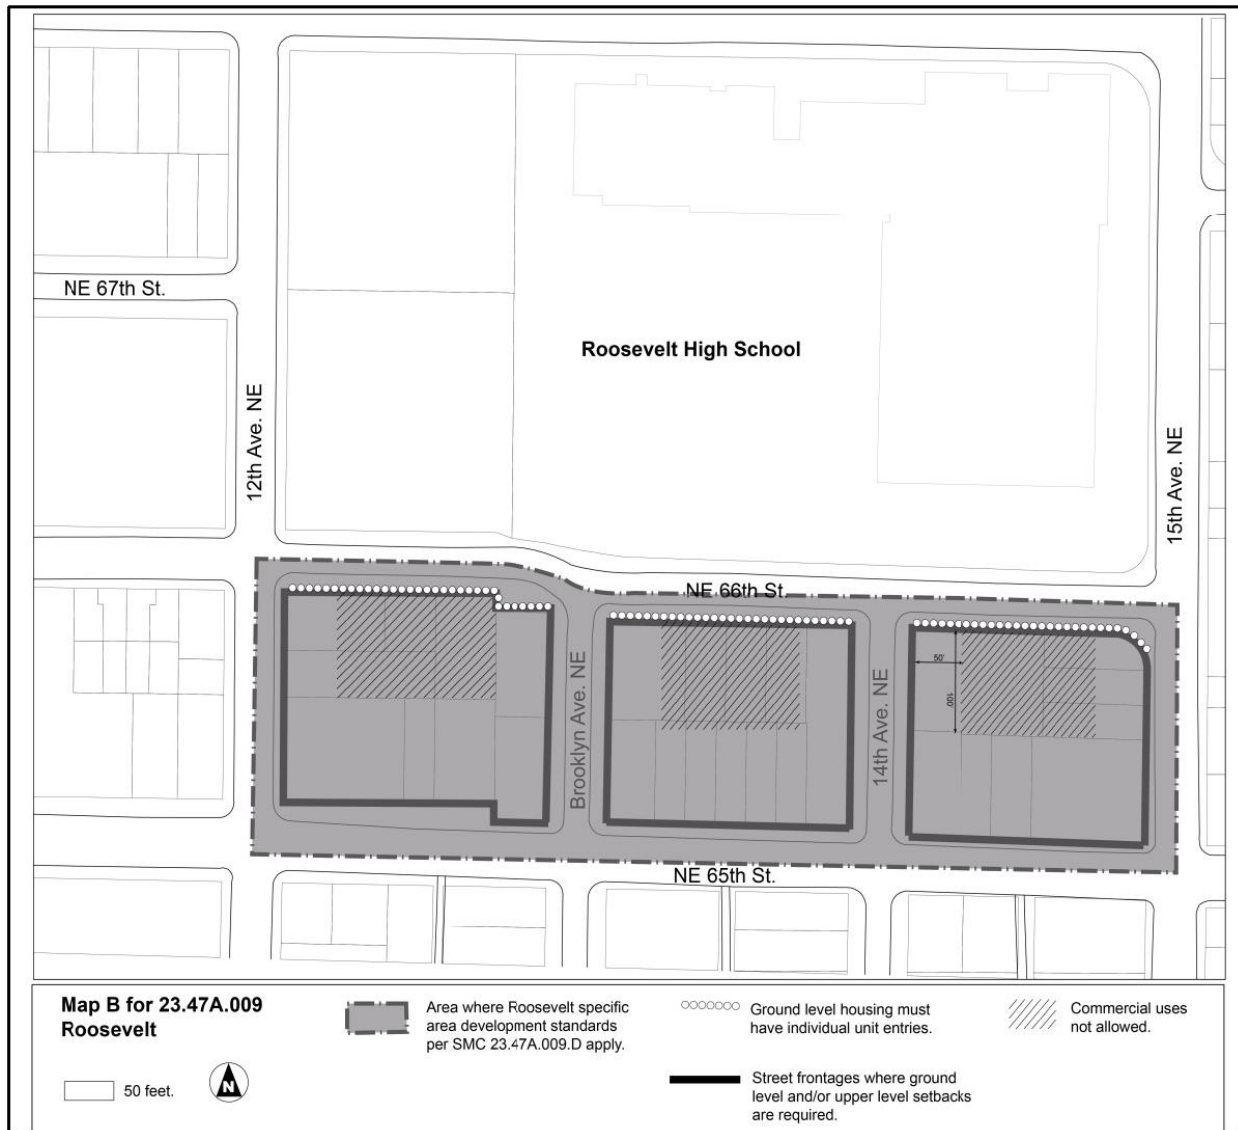 NE 67th St.
12th Ave. NE
Roosevelt High School
15th Ave. NE
NE 66th St.
50'
100'
Brooklyn Ave. NE
14th Ave. NE
NE 65th St.
Map B for 23.47A.009
Roosevelt
50 feet.
N
Area where Roosevelt specific
area development standards
per SMC 23.47A.009.D apply.
Ground level housing must
have individual unit entries.
Commercial uses
not allowed.
Street frontages where ground
level and/or upper level setbacks
are required.